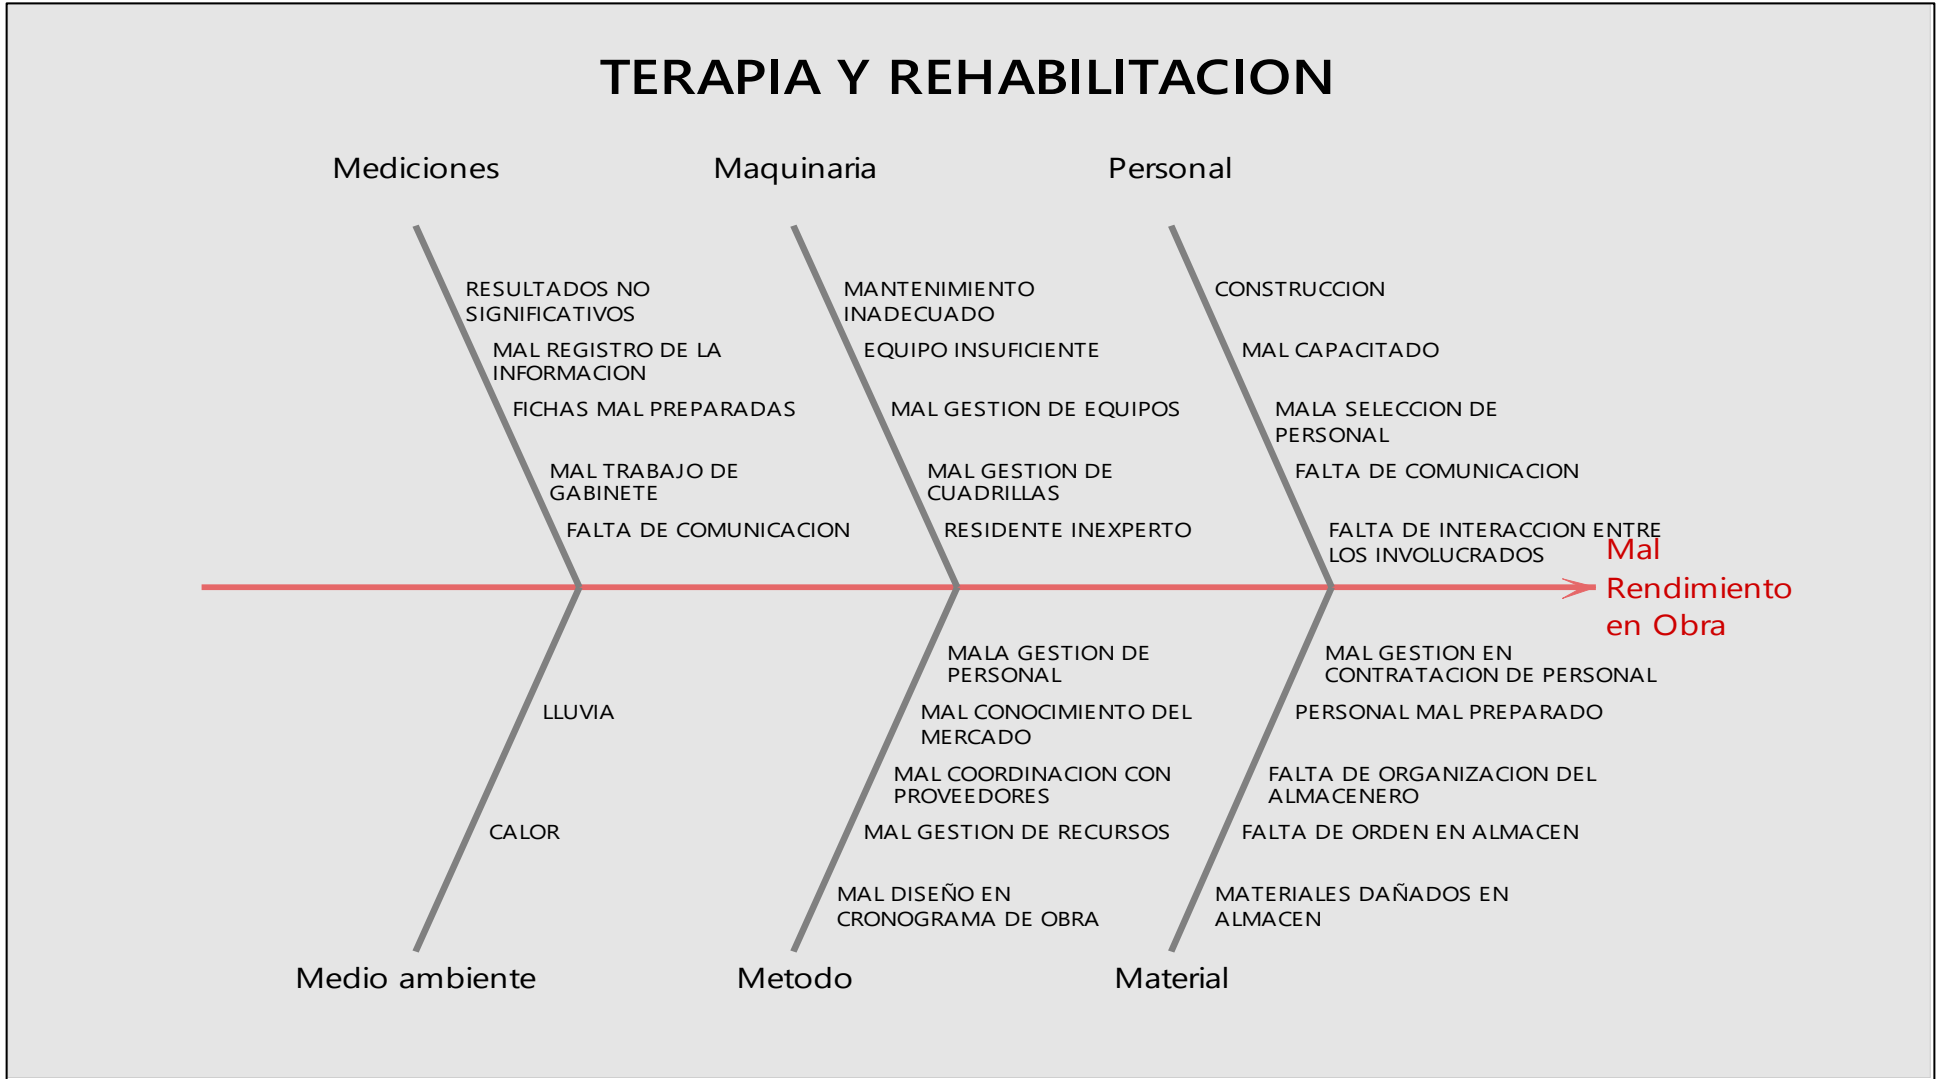 TERAPIA Y REHABILITACION
Mediciones
Maquinaria
Personal
RESULTADOS NO
SIGNIFICATIVOS
MAL REGISTRO DE LA
INFORMACION
FICHAS MAL PREPARADAS
MAL TRABAJO DE
GABINETE
FALTA DE COMUNICACION
MANTENIMIENTO
INADECUADO
EQUIPO INSUFICIENTE
MAL GESTION DE EQUIPOS
MAL GESTION DE
CUADRILLAS
RESIDENTE INEXPERTO
CONSTRUCCION
MAL CAPACITADO
MALA SELECCION DE
PERSONAL
FALTA DE COMUNICACION
FALTA DE INTERACCION ENTRE
LOS INVOLUCRADOS
Mal
Rendimiento
en Obra
LLUVIA
CALOR
MALA GESTION DE
PERSONAL
MAL CONOCIMIENTO DEL
MERCADO
MAL COORDINACION CON
PROVEEDORES
MAL GESTION DE RECURSOS
MAL DISEÑO EN
CRONOGRAMA DE OBRA
MAL GESTION EN
CONTRATACION DE PERSONAL
PERSONAL MAL PREPARADO
FALTA DE ORGANIZACION DEL
ALMACENERO
FALTA DE ORDEN EN ALMACEN
MATERIALES DAÑADOS EN
ALMACEN
Medio ambiente
Metodo
Material